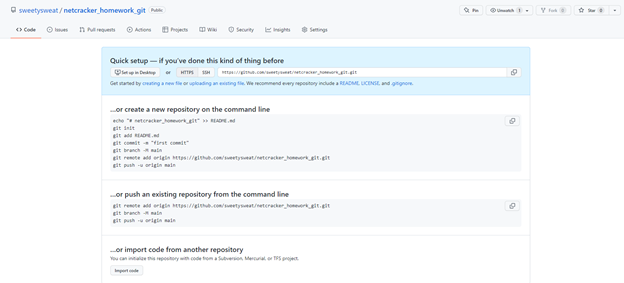 sweetysweat / netcracker_homework_git Public
Pin Unwatch 1 Fork 0 Star 0
Code Issues Pull requests Actions Projects Wiki Security Insights Settings
Quick setup — if you've done this kind of thing before
Set up in Desktop or HTTPS SSH https://github.com/sweetysweat/netcracker_homework_git.git
Get started by creating a new file or uploading an existing file. We recommend every repository include a README, LICENSE, and .gitignore.
...or create a new repository on the command line
echo "# netcracker_homework_git" >> README.md
git init
git add README.md
git commit -m "first commit"
git branch -M main
git remote add origin https://github.com/sweetysweat/netcracker_homework_git.git
git push -u origin main
...or push an existing repository from the command line
git remote add origin https://github.com/sweetysweat/netcracker_homework_git.git
git branch -M main
git push -u origin main
...or import code from another repository
You can initialize this repository with code from a Subversion, Mercurial, or TFS project.
Import code